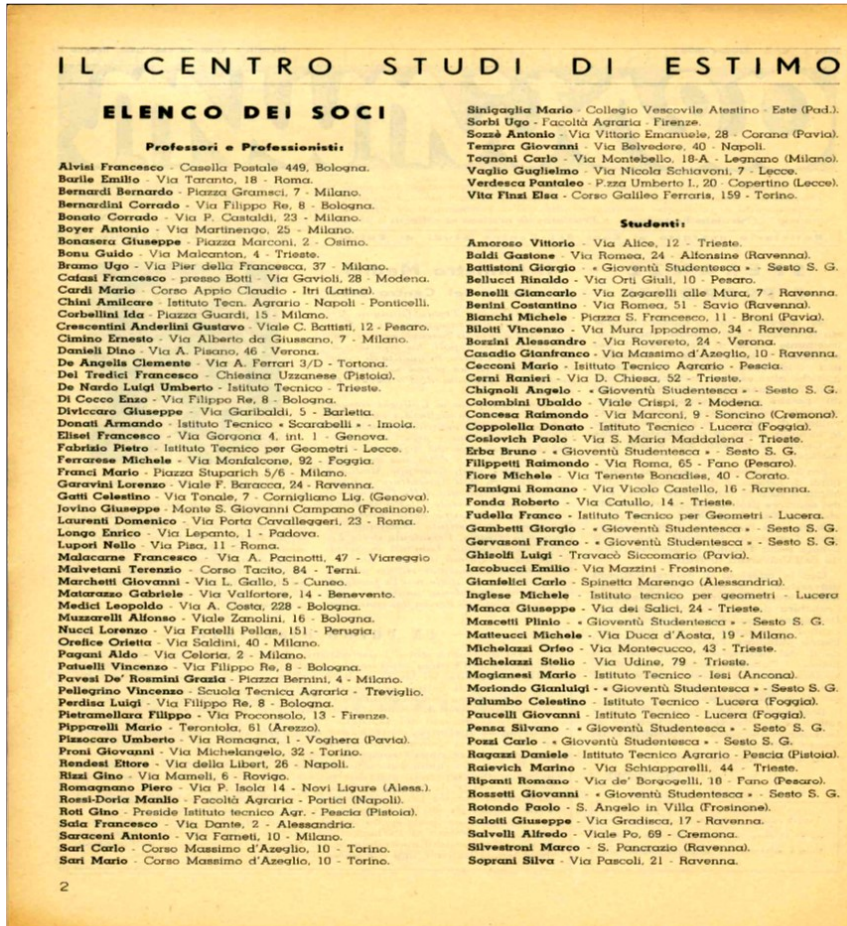 IL CENTRO STUDI DI ESTIMO
ELENCO DEI SOCI
Professori e Professionisti:
Alvisi Francesco - Casella Postale 449, Bologna.
Barile Emilio - Via Taranto, 18 - Roma.
Bernardi Bernardo - Piazza Gramsci, 7 - Milano.
Bernardini Corrado - Via Filippo Re, 8 - Bologna.
Bonato Corrado - Via P. Castaldi, 23 - Milano.
Boyer Antonio - Via Martinengo, 25 - Milano.
Bonasera Giuseppe - Piazza Marconi, 2 - Osimo.
Bonu Guido - Via Malcanton, 4 - Trieste.
Bramo Ugo - Via Pier della Francesca, 37 - Milano.
Cafasi Francesco - presso Botti - Via Gavioli, 28 - Modena.
Cardi Mario - Corso Appio Claudio - Itri (Latina).
Chini Amilcare - Istituto Tecn. Agrario - Napoli - Ponticelli.
Corbellini Ida - Piazza Guardi, 15 - Milano.
Crescentini Anderlini Gustavo - Viale C. Battisti, 12 - Pesaro.
Cimino Ernesto - Via Alberto da Giussano, 7 - Milano.
Danieli Dino - Via A. Pisano, 46 - Verona.
De Angelis Clemente - Via A. Ferrari 3/D - Tortona.
Del Tredici Francesco - Chiesina Uzzanese (Pistoia).
De Nardo Luigi Umberto - Istituto Tecnico - Trieste.
Di Cocco Enzo - Via Filippo Re, 8 - Bologna.
Diviccaro Giuseppe - Via Garibaldi, 5 - Barletta.
Donati Armando - Istituto Tecnico « Scarabelli » - Imola.
Elisei Francesco - Via Gorgona 4, int. 1 - Genova.
Fabrizio Pietro - Istituto Tecnico per Geometri - Lecce.
Ferrarese Michele - Via Monfalcone, 92 - Foggia.
Franci Mario - Piazza Stuparich 5/6 - Milano.
Garavini Lorenzo - Viale F. Baracca, 24 - Ravenna.
Gatti Celestino - Via Tonale, 7 - Cornigliano Lig. (Genova).
Jovino Giuseppe - Monte S. Giovanni Campano (Frosinone).
Laurenti Domenico - Via Porta Cavalleggeri, 23 - Roma.
Longo Enrico - Via Lepanto, 1 - Padova.
Lupori Nello - Via Pisa, 11 - Roma.
Malacarne Francesco - Via A. Pacinotti, 47 - Viareggio
Malvetani Terenzio - Corso Tacito, 84 - Terni.
Marchetti Giovanni - Via L. Gallo, 5 - Cuneo.
Matarazzo Gabriele - Via Valfortore, 14 - Benevento.
Medici Leopoldo - Via A. Costa, 228 - Bologna.
Muzzarelli Alfonso - Viale Zanolini, 16 - Bologna.
Nucci Lorenzo - Via Fratelli Pellas, 151 - Perugia.
Orefice Orietta - Via Saldini, 40 - Milano.
Pagani Aldo - Via Celoria, 2 - Milano.
Patuelli Vincenzo - Via Filippo Re, 8 - Bologna.
Pavesi De' Rosmini Grazia - Piazza Bernini, 4 - Milano.
Pellegrino Vincenzo - Scuola Tecnica Agraria - Treviglio.
Perdisa Luigi - Via Filippo Re, 8 - Bologna.
Pietramellara Filippo - Via Proconsolo, 13 - Firenze.
Pipparelli Mario - Terontola, 61 (Arezzo).
Pizzocaro Umberto - Via Romagna, 1 - Voghera (Pavia).
Proni Giovanni - Via Michelangelo, 32 - Torino.
Rendesi Ettore - Via della Libert, 26 - Napoli.
Rizzi Gino - Via Mameli, 6 - Rovigo.
Romagnano Piero - Via P. Isola 14 - Novi Ligure (Aless.).
Rossi-Doria Manlio - Facoltà Agraria - Portici (Napoli).
Roti Gino - Preside Istituto tecnico Agr. - Pescia (Pistoia).
Sala Francesco - Via Dante, 2 - Alessandria.
Saraceni Antonio - Via Farneti, 10 - Milano.
Sari Carlo - Corso Massimo d'Azeglio, 10 - Torino.
Sari Mario - Corso Massimo d'Azeglio, 10 - Torino.
2
Sinigaglia Mario - Collegio Vescovile Atestino - Este (Pad.).
Sorbi Ugo - Facoltà Agraria - Firenze.
Sozzè Antonio - Via Vittorio Emanuele, 28 - Corana (Pavia).
Tempra Giovanni - Via Belvedere, 40 - Napoli.
Tognoni Carlo - Via Montebello, 18-A - Legnano (Milano).
Vaglio Guglielmo - Via Nicola Schiavoni, 7 - Lecce.
Verdesca Pantaleo - P.zza Umberto I., 20 - Copertino (Lecce).
Vita Finzi Elsa - Corso Galileo Ferraris, 159 - Torino.
Studenti:
Amoroso Vittorio - Via Alice, 12 - Trieste.
Baldi Gastone - Via Romea, 24 - Alfonsine (Ravenna).
Battistoni Giorgio - « Gioventù Studentesca » - Sesto S. G.
Bellucci Rinaldo - Via Orti Giuli, 10 - Pesaro.
Benelli Giancarlo - Via Zagarelli alle Mura, 7 - Ravenna.
Benini Costantino - Via Romea, 51 - Savio (Ravenna).
Bianchi Michele - Piazza S. Francesco, 11 - Broni (Pavia).
Bilotti Vincenzo - Via Mura Ippodromo, 34 - Ravenna.
Borzini Alessandro - Via Rovereto, 24 - Verona.
Casadio Gianfranco - Via Massimo d'Azeglio, 10 - Ravenna.
Cecconi Mario - Istituto Tecnico Agrario - Pescia.
Cerni Ranieri - Via D. Chiesa, 52 - Trieste.
Chignoli Angelo - « Gioventù Studentesca » - Sesto S. G.
Colombini Ubaldo - Viale Crispi, 2 - Modena.
Concesa Raimondo - Via Marconi, 9 - Soncino (Cremona).
Coppolella Donato - Istituto Tecnico - Lucera (Foggia).
Coslovich Paolo - Via S. Maria Maddalena - Trieste.
Erba Bruno - « Gioventù Studentesca » - Sesto S. G.
Filippetti Raimondo - Via Roma, 65 - Fano (Pesaro).
Fiore Michele - Via Tenente Bonadies, 40 - Corato.
Flamigni Romano - Via Vicolo Castello, 16 - Ravenna.
Fonda Roberto - Via Catullo, 14 - Trieste.
Fudella Franco - Istituto Tecnico per Geometri - Lucera.
Gambetti Giorgio - « Gioventù Studentesca » - Sesto S. G.
Gervasoni Franco - « Gioventù Studentesca » - Sesto S. G.
Ghizolfi Luigi - Travacò Siccomario (Pavia).
Iacobucci Emilio - Via Mazzini - Frosinone.
Gianfelici Carlo - Spinetta Marengo (Alessandria).
Inglese Michele - Istituto tecnico per geometri - Lucera
Manca Giuseppe - Via dei Salici, 24 - Trieste.
Mascetti Plinio - « Gioventù Studentesca » - Sesto S. G.
Matteucci Michele - Via Duca d'Aosta, 19 - Milano.
Michelazzi Orfeo - Via Montecucco, 43 - Trieste.
Michelazzi Stelio - Via Udine, 79 - Trieste.
Mogianesi Mario - Istituto Tecnico - Iesi (Ancona).
Moriondo Gianluigi - « Gioventù Studentesca » - Sesto S. G.
Palumbo Celestino - Istituto Tecnico - Lucera (Foggia).
Paucelli Giovanni - Istituto Tecnico - Lucera (Foggia).
Pensa Silvano - « Gioventù Studentesca » - Sesto S. G.
Pozzi Carlo - « Gioventù Studentesca » - Sesto S. G.
Ragazzi Daniele - Istituto Tecnico Agrario - Pescia (Pistoia).
Raievich Marino - Via Schiapparelli, 44 - Trieste.
Ripanti Romano - Via de' Borgogelli, 18 - Fano (Pesaro).
Rossetti Giovanni - « Gioventù Studentesca » - Sesto S. G.
Rotondo Paolo - S. Angelo in Villa (Frosinone).
Salotti Giuseppe - Via Gradisca, 17 - Ravenna.
Salvelli Alfredo - Viale Po, 69 - Cremona.
Silvestroni Marco - S. Pancrazio (Ravenna).
Soprani Silva - Via Pascoli, 21 - Ravenna.